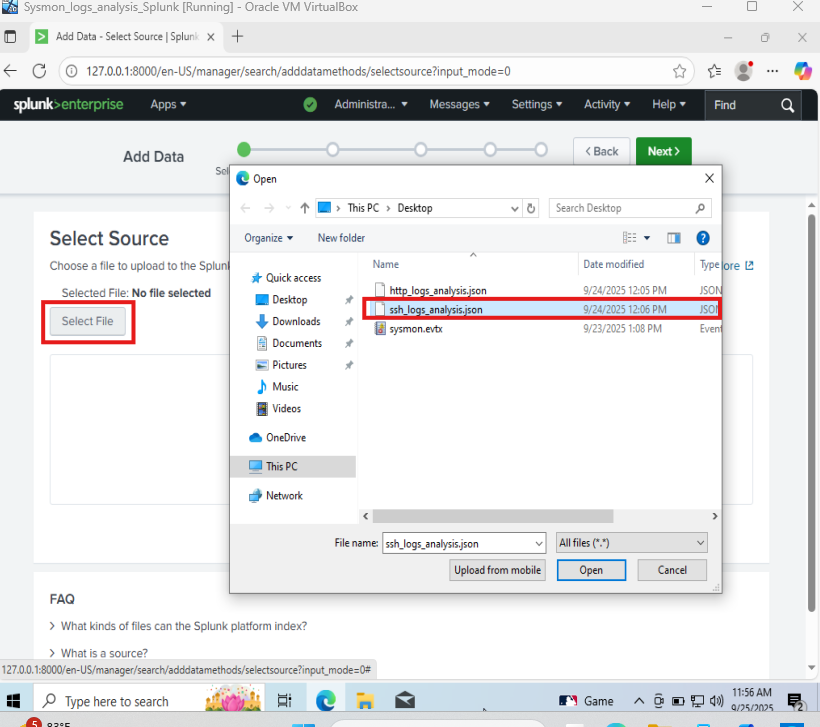 Sysmon_logs_analysis_Splunk [Running] - Oracle VM VirtualBox
Add Data - Select Source | Splunk
127.0.0.1:8000/en-US/manager/search/adddatamethods/selectsource?input_mode=0
splunk>enterprise Apps Administra... Messages Settings Activity Help Find
Add Data
< Back Next >
Open
This PC > Desktop Search Desktop
Organize New folder
Select Source
Choose a file to upload to the Splunk
Selected File: No file selected
Select File
Name Date modified Type ore
http_logs_analysis.json 9/24/2025 12:05 PM JSON
ssh_logs_analysis.json 9/24/2025 12:06 PM JSON
sysmon.evtx 9/23/2025 1:08 PM Event
Quick access
Desktop
Downloads
Documents
Pictures
Music
Videos
OneDrive
This PC
Network
File name: ssh_logs_analysis.json All files (*.*)
Upload from mobile Open Cancel
FAQ
> What kinds of files can the Splunk platform index?
> What is a source?
127.0.0.1:8000/en-US/manager/search/adddatamethods/selectsource?input_mode=0#
Type here to search Game 11:56 AM
9/25/2025 2
5 83°F